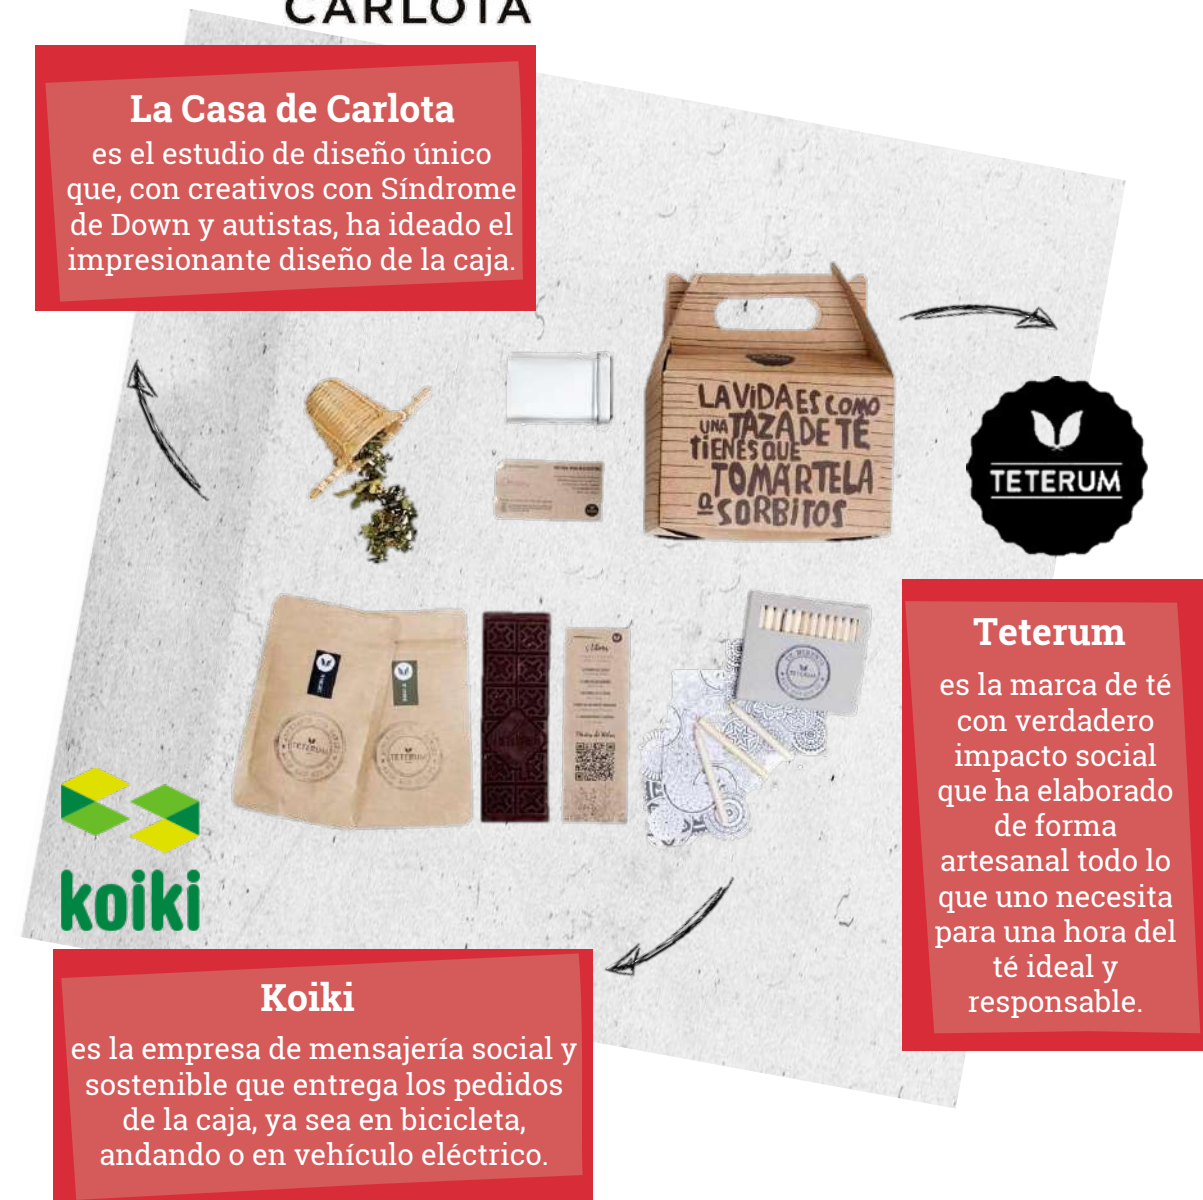 CARLOTA
La Casa de Carlota
es el estudio de diseño único
que, con creativos con Síndrome
de Down y autistas, ha ideado el
impresionante diseño de la caja.
LA VIDA ES COMO
UNA TAZA DE TÉ
TIENES QUE
TOMÁRTELA
a SORBITOS
TETERUM
TETERUM
TETERUM
TETERUM
koiki
Teterum
es la marca de té
con verdadero
impacto social
que ha elaborado
de forma
artesanal todo lo
que uno necesita
para una hora del
té ideal y
responsable.
Koiki
es la empresa de mensajería social y
sostenible que entrega los pedidos
de la caja, ya sea en bicicleta,
andando o en vehículo eléctrico.